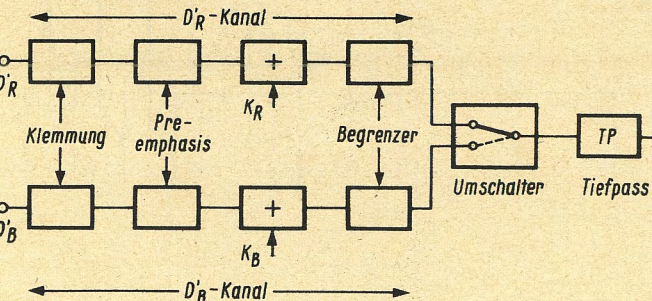 D'R-Kanal
D'R
+
KR
Klemmung
Pre-
emphasis
Begrenzer
TP
Umschalter
Tiefpass
D'B
+
KB
D'B-Kanal